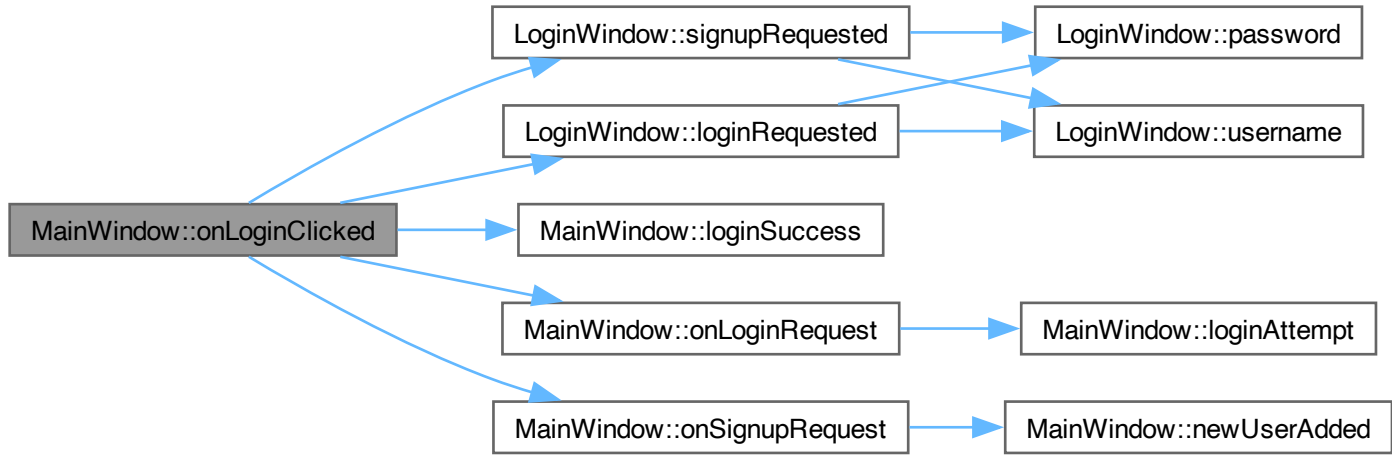 LoginWindow::signupRequested
LoginWindow::password
LoginWindow::loginRequested
LoginWindow::username
MainWindow::onLoginClicked
MainWindow::loginSuccess
MainWindow::onLoginRequest
MainWindow::loginAttempt
MainWindow::onSignupRequest
MainWindow::newUserAdded